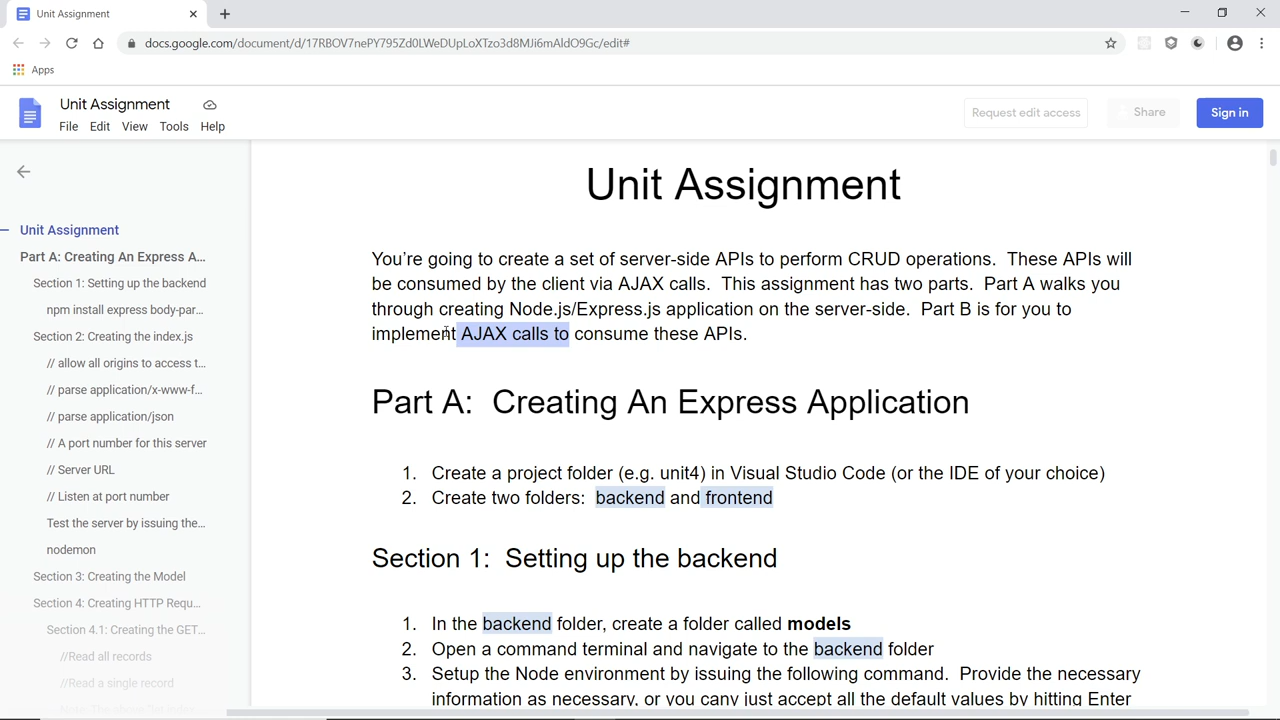 Unit Assignment
docs.google.com/document/d/17RBOV7nePY795Zd0LWeDUpLoXTzo3d8MJi6mAldO9Gc/edit#
Apps
Unit Assignment
File Edit View Tools Help
Request edit access
Share
Sign in
Unit Assignment
Part A: Creating An Express A...
Section 1: Setting up the backend
npm install express body-par...
Section 2: Creating the index.js
// allow all origins to access t...
// parse application/x-www-f...
// parse application/json
// A port number for this server
// Server URL
// Listen at port number
Test the server by issuing the...
nodemon
Section 3: Creating the Model
Section 4: Creating HTTP Requ...
Section 4.1: Creating the GET...
//Read all records
//Read a single record
Unit Assignment
You're going to create a set of server-side APIs to perform CRUD operations. These APIs will
be consumed by the client via AJAX calls. This assignment has two parts. Part A walks you
through creating Node.js/Express.js application on the server-side. Part B is for you to
implement AJAX calls to consume these APIs.
Part A: Creating An Express Application
1. Create a project folder (e.g. unit4) in Visual Studio Code (or the IDE of your choice)
2. Create two folders: backend and frontend
Section 1: Setting up the backend
1. In the backend folder, create a folder called models
2. Open a command terminal and navigate to the backend folder
3. Setup the Node environment by issuing the following command. Provide the necessary
information as necessary, or you cany just accept all the default values by hitting Enter